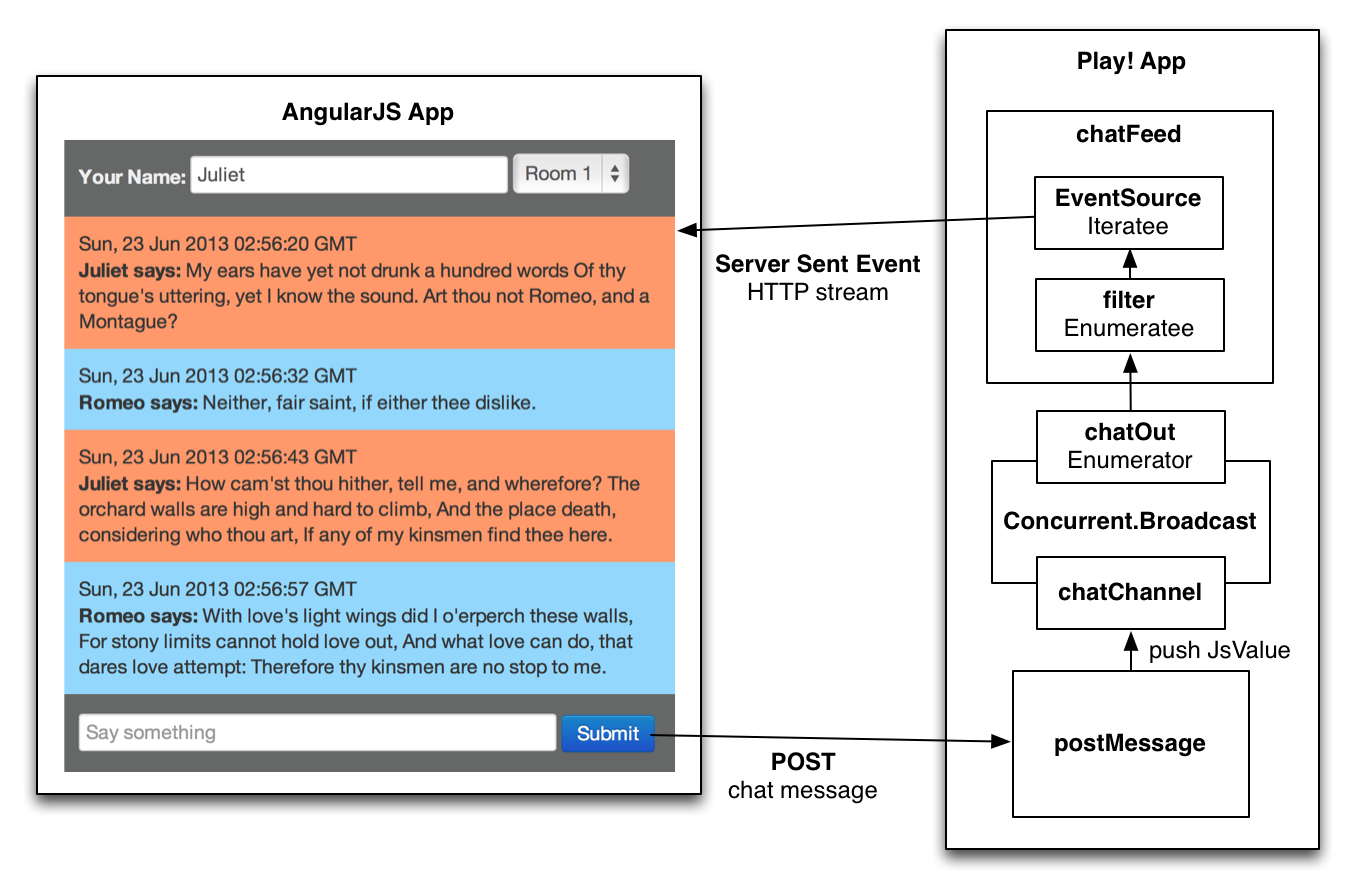 AngularJS App
Your Name: Juliet Room 1
Sun, 23 Jun 2013 02:56:20 GMT
Juliet says: My ears have yet not drunk a hundred words Of thy
tongue's uttering, yet I know the sound. Art thou not Romeo, and a
Montague?
Sun, 23 Jun 2013 02:56:32 GMT
Romeo says: Neither, fair saint, if either thee dislike.
Sun, 23 Jun 2013 02:56:43 GMT
Juliet says: How cam'st thou hither, tell me, and wherefore? The
orchard walls are high and hard to climb, And the place death,
considering who thou art, If any of my kinsmen find thee here.
Sun, 23 Jun 2013 02:56:57 GMT
Romeo says: With love's light wings did I o'erperch these walls,
For stony limits cannot hold love out, And what love can do, that
dares love attempt: Therefore thy kinsmen are no stop to me.
Say something Submit
Server Sent Event
HTTP stream
POST
chat message
Play! App
chatFeed
EventSource
Iteratee
filter
Enumeratee
chatOut
Enumerator
Concurrent.Broadcast
chatChannel
push JsValue
postMessage